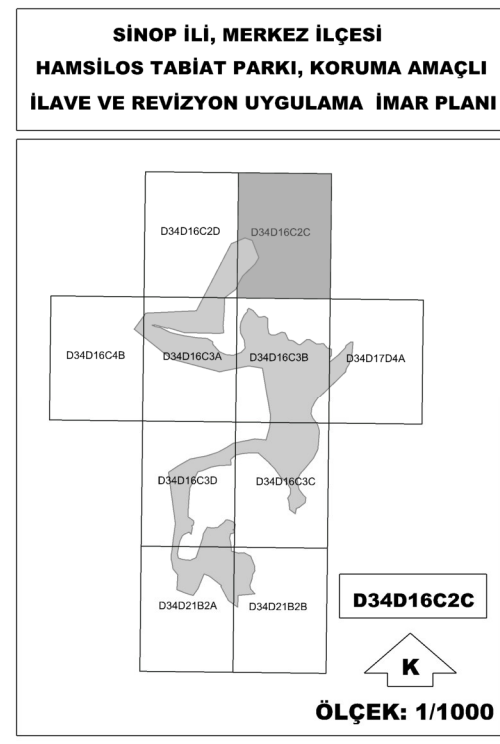 SİNOP İLİ, MERKEZ İLÇESİ
HAMSİLOS TABİAT PARKI, KORUMA AMAÇLI
İLAVE VE REVİZYON UYGULAMA İMAR PLANI
D34D16C2D
D34D16C2C
D34D16C4B
D34D16C3A
D34D16C3B
D34D17D4A
D34D16C3D
D34D16C3C
D34D21B2A
D34D21B2B
D34D16C2C
K
ÖLÇEK: 1/1000